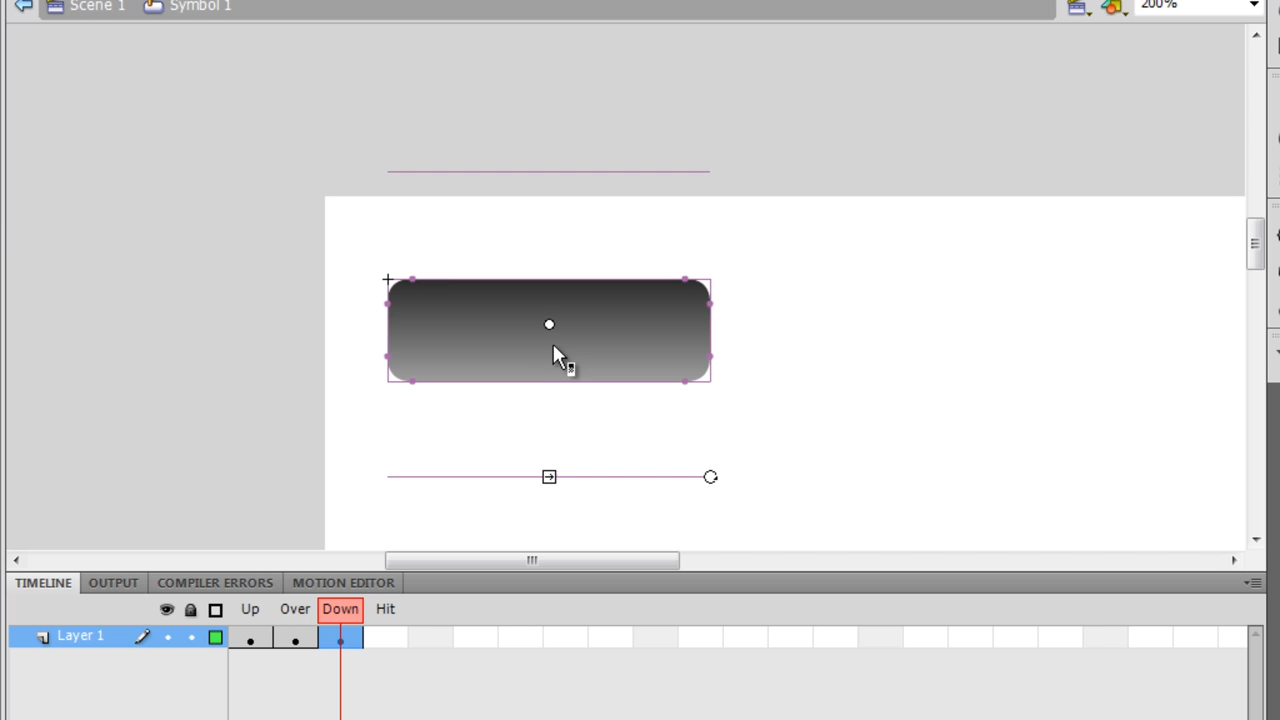 Scene 1 Symbol 1 200%
TIMELINE OUTPUT COMPILER ERRORS MOTION EDITOR
Up Over Down Hit
Layer 1